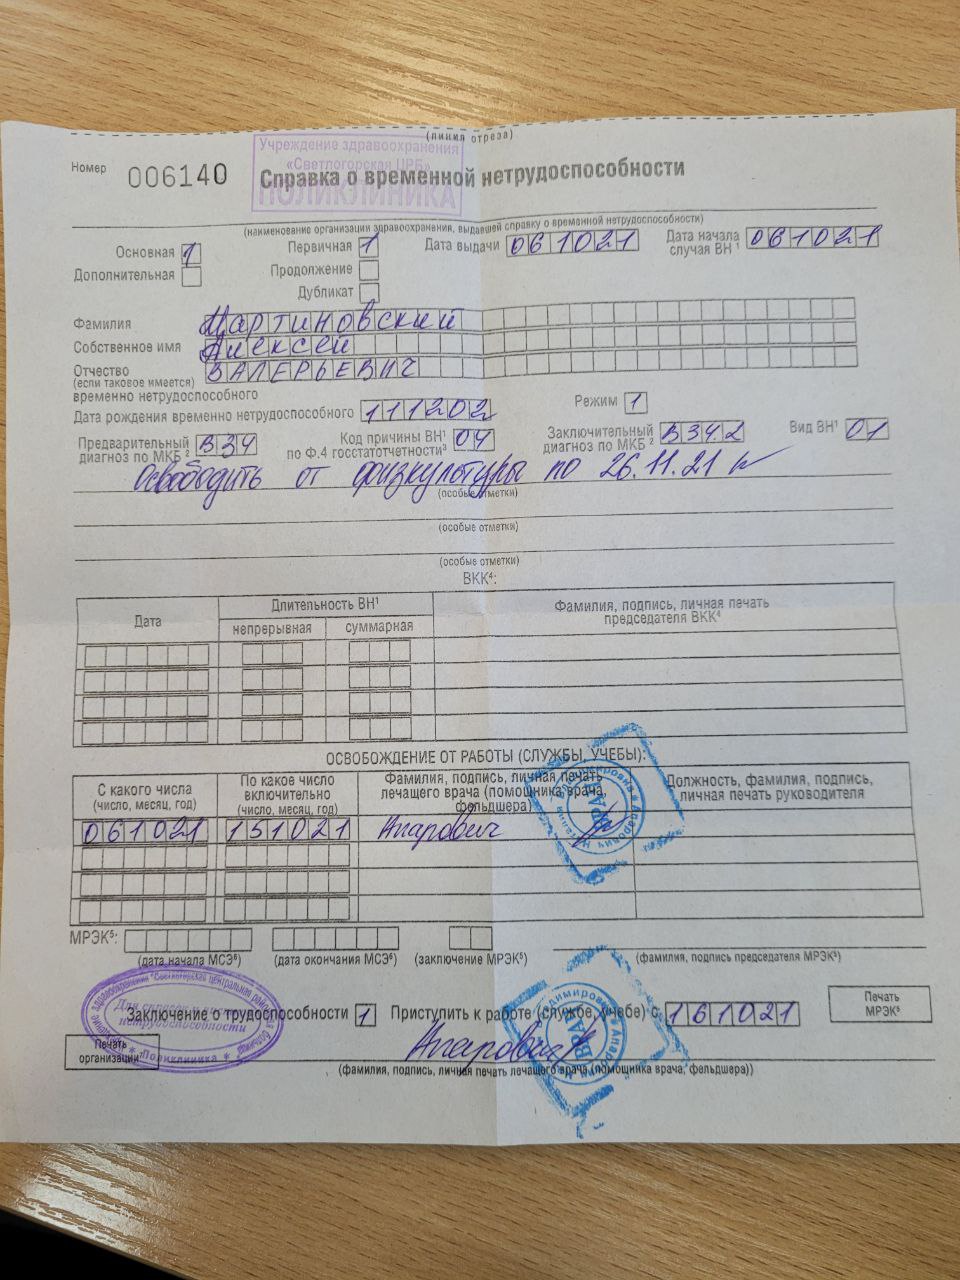 (линия отреза)
Учреждение здравоохранения
«Светлогорская ЦРБ»
ПОЛИКЛИНИКА
Номер 006140 Справка о временной нетрудоспособности
(наименование организации здравоохранения, выдавшей справку о временной нетрудоспособности)
Основная 1 Первичная 1 Дата выдачи 061021 Дата начала случая ВН¹ 061021
Дополнительная Продолжение
Дубликат
Фамилия Мартиновский
Собственное имя Алексей
Отчество ВАЛЕРЬЕВИЧ
(если таковое имеется)
временно нетрудоспособного
Дата рождения временно нетрудоспособного 111202 Режим 1
Предварительный диагноз по МКБ² В34 Код причины ВН¹ по Ф.4 госстатотчетности³ 04 Заключительный диагноз по МКБ² В34.2 Вид ВН¹ 01
Освободить от физкультуры по 26.11.21
(особые отметки)
(особые отметки)
(особые отметки)
ВКК⁴:
Дата Длительность ВН¹ Фамилия, подпись, личная печать председателя ВКК⁴
непрерывная суммарная
ОСВОБОЖДЕНИЕ ОТ РАБОТЫ (СЛУЖБЫ, УЧЕБЫ):
С какого числа (число, месяц, год) По какое число включительно (число, месяц, год) Фамилия, подпись, личная печать лечащего врача (помощника врача, фельдшера) Должность, фамилия, подпись, личная печать руководителя
061021 151021 Апарович
ВРАЧ
МРЭК⁵:
(дата начала МСЭ⁶) (дата окончания МСЭ⁶) (заключение МРЭК⁵) (фамилия, подпись председателя МРЭК⁵)
Для справок и листков нетрудоспособности
* Поликлиника *
Заключение о трудоспособности 1 Приступить к работе (службе, учебе) с 161021 Печать МРЭК⁵
Печать организации Апарович
ВРАЧ
(фамилия, подпись, личная печать лечащего врача (помощника врача, фельдшера))